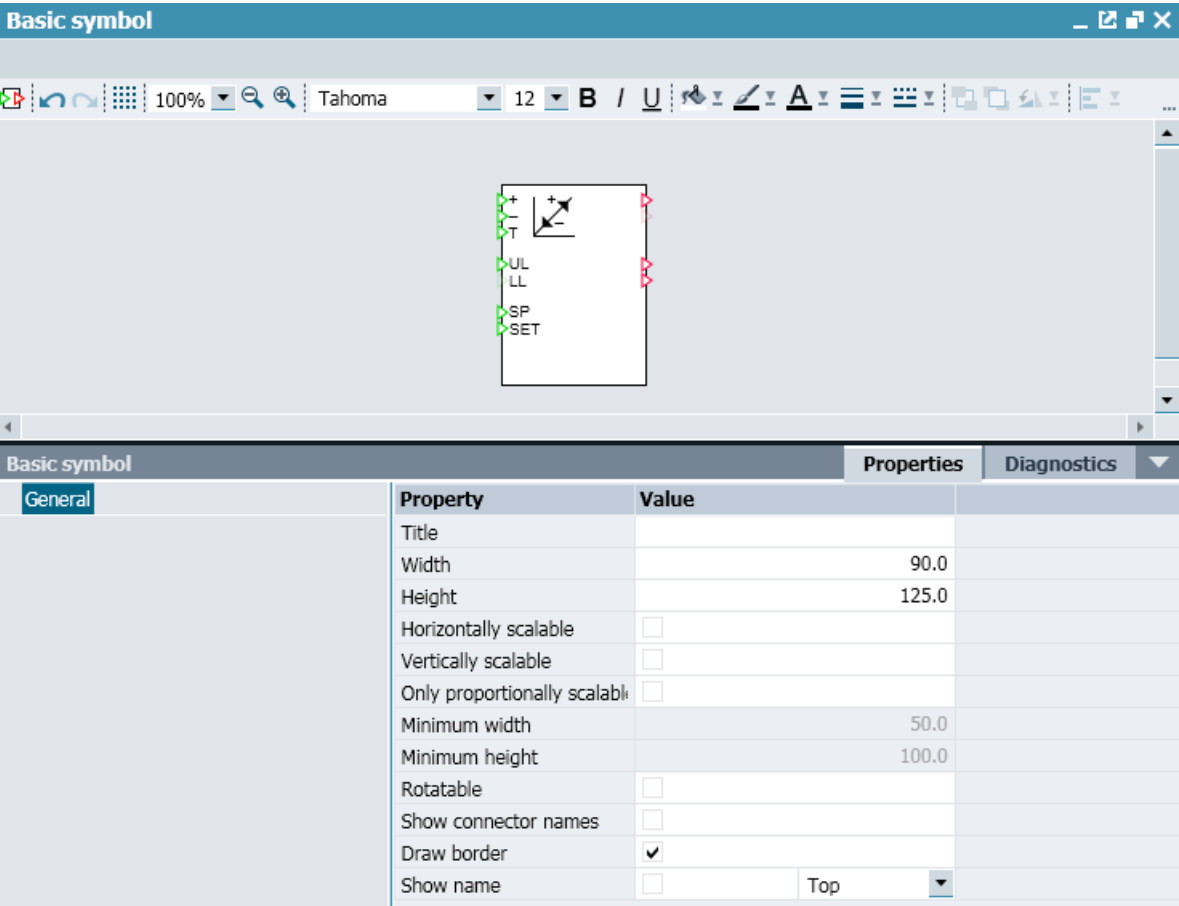 Basic symbol
100% Tahoma 12 B I U A ...
+ +
− −
T
UL
LL
SP
SET
Basic symbol Properties Diagnostics
General Property Value
Title
Width 90.0
Height 125.0
Horizontally scalable
Vertically scalable
Only proportionally scalabl
Minimum width 50.0
Minimum height 100.0
Rotatable
Show connector names
Draw border
Show name Top